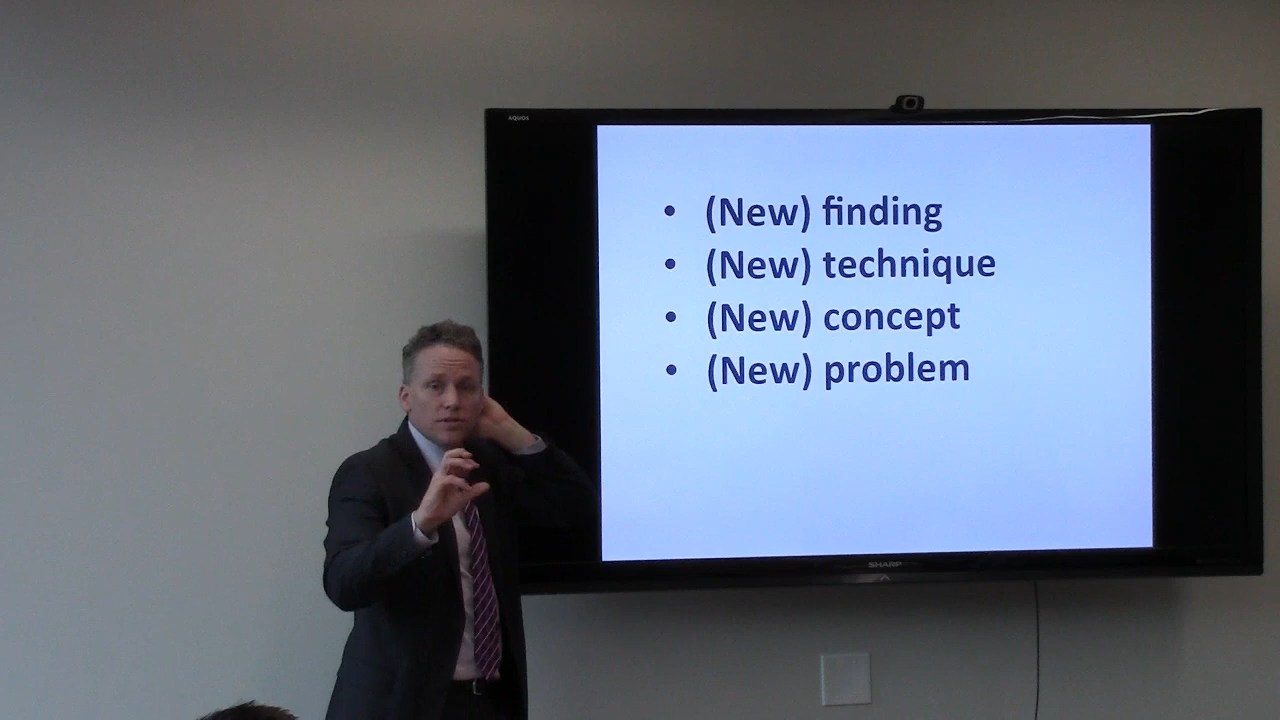 AQUOS
• (New) finding
• (New) technique
• (New) concept
• (New) problem
SHARP